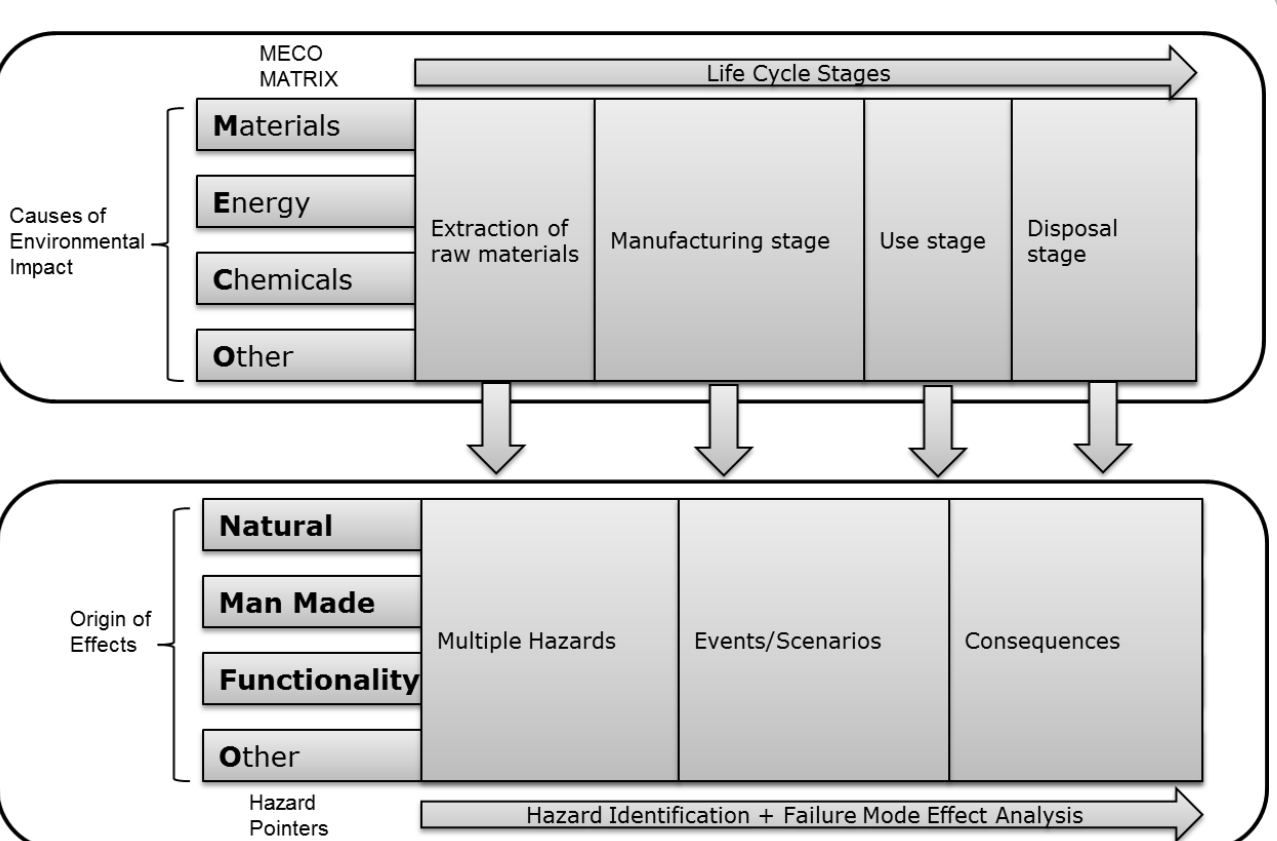 MECO
MATRIX
Life Cycle Stages
Materials
Energy
Chemicals
Other
Causes of
Environmental
Impact
Extraction of
raw materials
Manufacturing stage
Use stage
Disposal
stage
Natural
Man Made
Functionality
Other
Origin of
Effects
Multiple Hazards
Events/Scenarios
Consequences
Hazard
Pointers
Hazard Identification + Failure Mode Effect Analysis